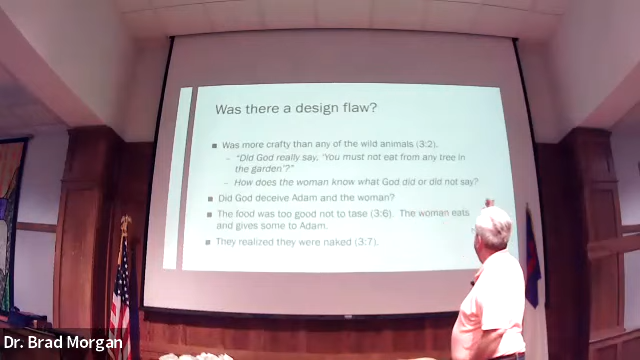 Was there a design flaw?
Was more crafty than any of the wild animals (3:2).
– "Did God really say, 'You must not eat from any tree in
the garden'?"
– How does the woman know what God did or did not say?
Did God deceive Adam and the woman?
The food was too good not to tase (3:6). The woman eats
and gives some to Adam.
They realized they were naked (3:7).
Dr. Brad Morgan